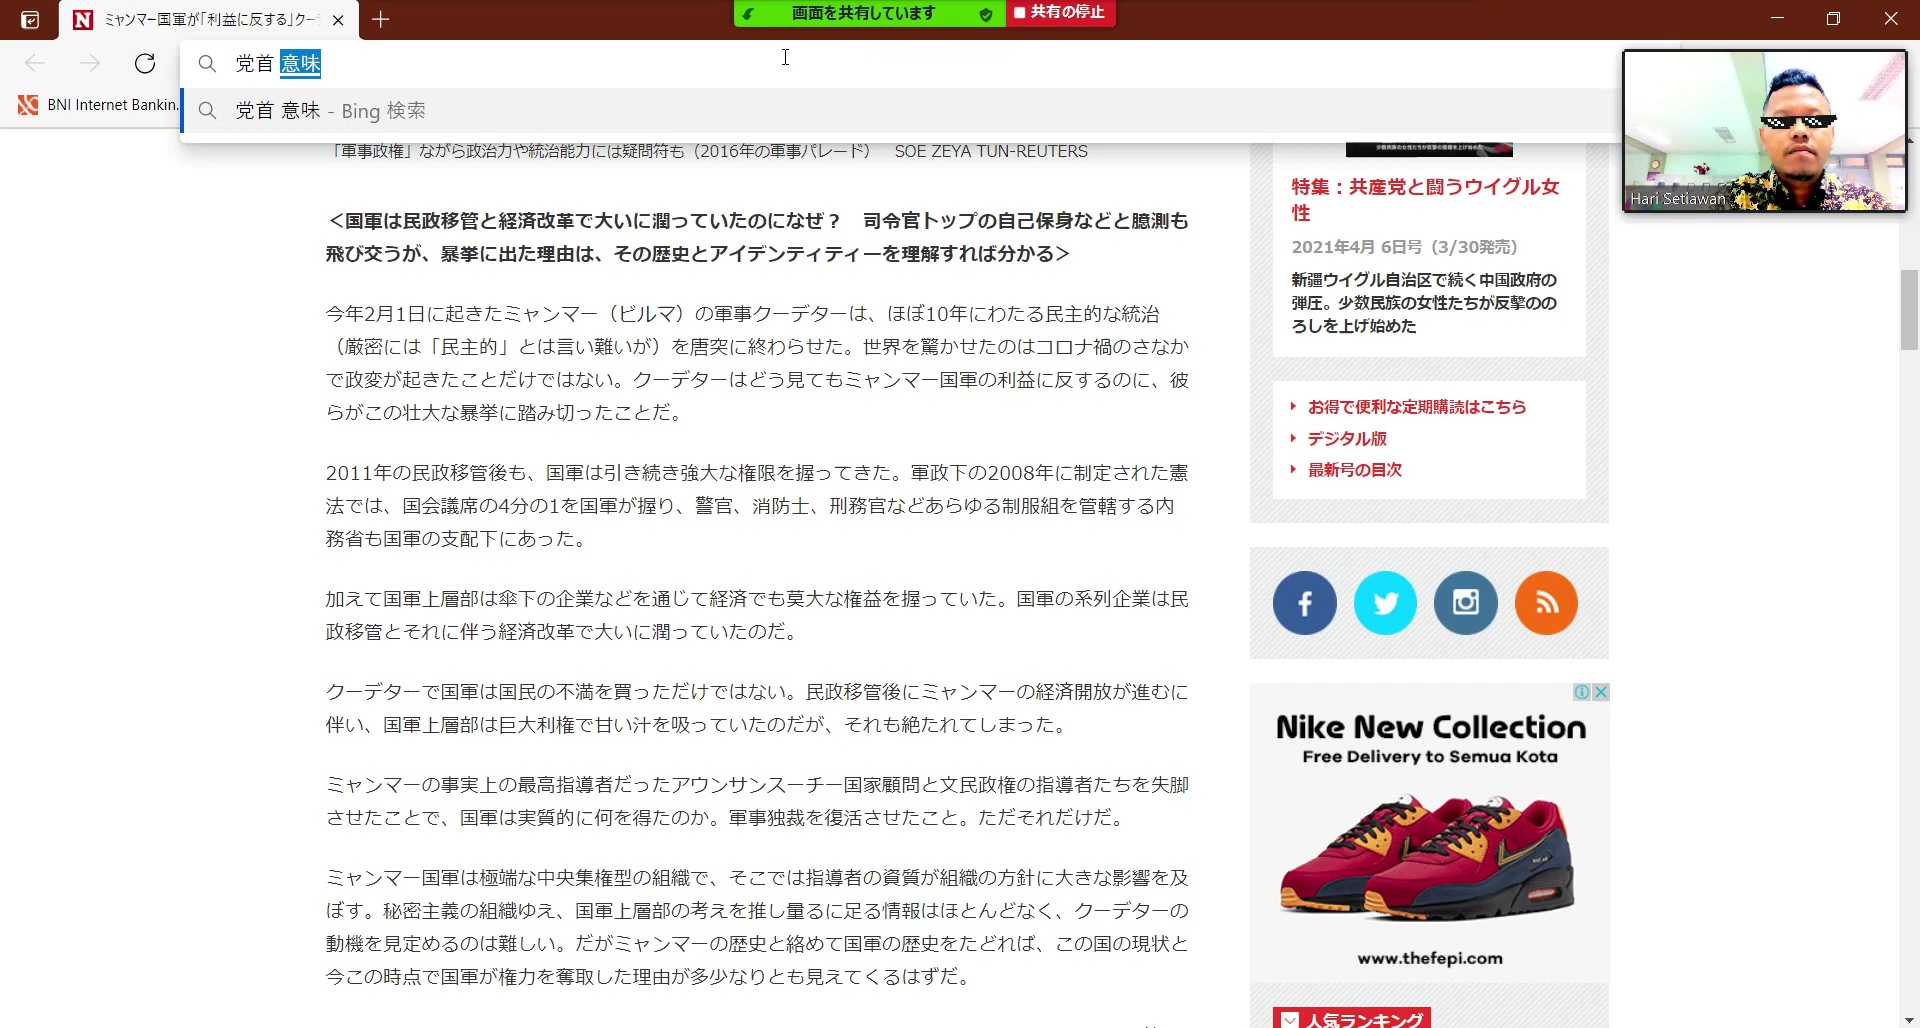 ミャンマー国軍が「利益に反する」クー
画面を共有しています
共有の停止
党首 意味
党首 意味 - Bing 検索
BNI Internet Bankin
「軍事政権」ながら政治力や統治能力には疑問符も（2016年の軍事パレード） SOE ZEYA TUN-REUTERS
＜国軍は民政移管と経済改革で大いに潤っていたのになぜ？ 司令官トップの自己保身などと臆測も
飛び交うが、暴挙に出た理由は、その歴史とアイデンティティーを理解すれば分かる＞
今年2月1日に起きたミャンマー（ビルマ）の軍事クーデターは、ほぼ10年にわたる民主的な統治
（厳密には「民主的」とは言い難いが）を唐突に終わらせた。世界を驚かせたのはコロナ禍のさなか
で政変が起きたことだけではない。クーデターはどう見てもミャンマー国軍の利益に反するのに、彼
らがこの壮大な暴挙に踏み切ったことだ。
2011年の民政移管後も、国軍は引き続き強大な権限を握ってきた。軍政下の2008年に制定された憲
法では、国会議席の4分の1を国軍が握り、警官、消防士、刑務官などあらゆる制服組を管轄する内
務省も国軍の支配下にあった。
加えて国軍上層部は傘下の企業などを通じて経済でも莫大な権益を握っていた。国軍の系列企業は民
政移管とそれに伴う経済改革で大いに潤っていたのだ。
クーデターで国軍は国民の不満を買っただけではない。民政移管後にミャンマーの経済開放が進むに
伴い、国軍上層部は巨大利権で甘い汁を吸っていたのだが、それも絶たれてしまった。
ミャンマーの事実上の最高指導者だったアウンサンスーチー国家顧問と文民政権の指導者たちを失脚
させたことで、国軍は実質的に何を得たのか。軍事独裁を復活させたこと。ただそれだけだ。
ミャンマー国軍は極端な中央集権型の組織で、そこでは指導者の資質が組織の方針に大きな影響を及
ぼす。秘密主義の組織ゆえ、国軍上層部の考えを推し量るに足る情報はほとんどなく、クーデターの
動機を見定めるのは難しい。だがミャンマーの歴史と絡めて国軍の歴史をたどれば、この国の現状と
今この時点で国軍が権力を奪取した理由が多少なりとも見えてくるはずだ。
特集：共産党と闘うウイグル女
性
2021年4月 6日号（3/30発売）
新疆ウイグル自治区で続く中国政府の
弾圧。少数民族の女性たちが反撃のの
ろしを上げ始めた
お得で便利な定期購読はこちら
デジタル版
最新号の目次
Nike New Collection
Free Delivery to Semua Kota
www.thefepi.com
人気ランキング
Hari Setiawan